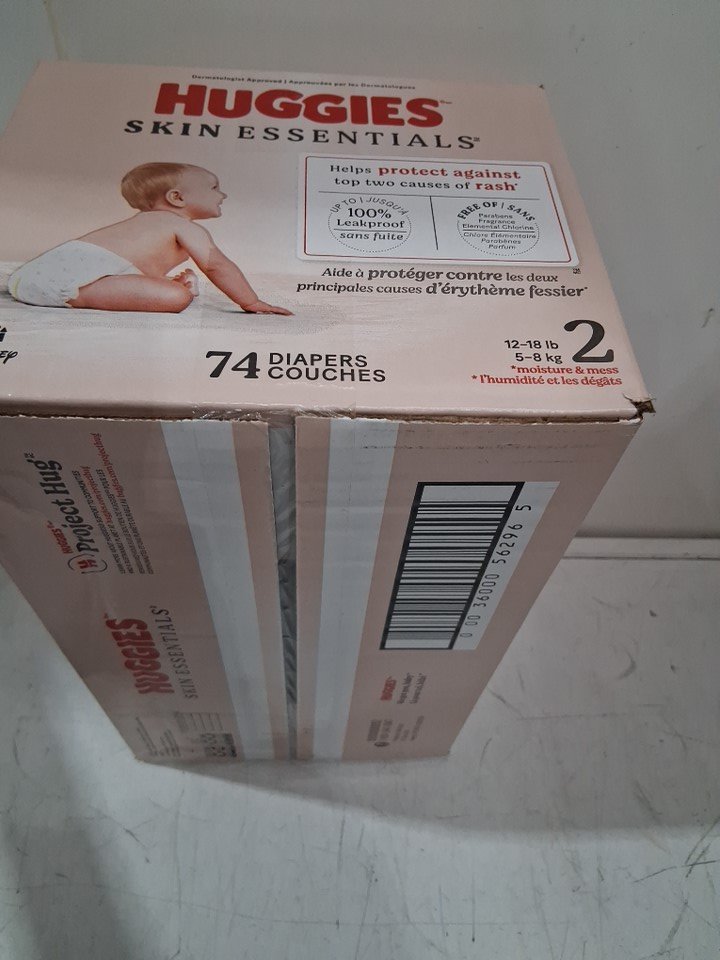 Dermatologist Approved | Approuvées par les Dermatologues
HUGGIES
SKIN ESSENTIALS
Helps protect against
top two causes of rash*
UP TO | JUSQU'À
100%
Leakproof
sans fuite
FREE OF | SANS
Parabens
Fragrance
Elemental Chlorine
Chlore Élémentaire
Parabènes
Parfum
Aide à protéger contre les deux
principales causes d'érythème fessier*
74 DIAPERS
COUCHES
12-18 lb
5-8 kg
2
*moisture & mess
*l'humidité et les dégâts
HUGGIES
Project Hug
HUGGIES
SKIN ESSENTIALS
0 00 36000 56296 5
HUGGIES